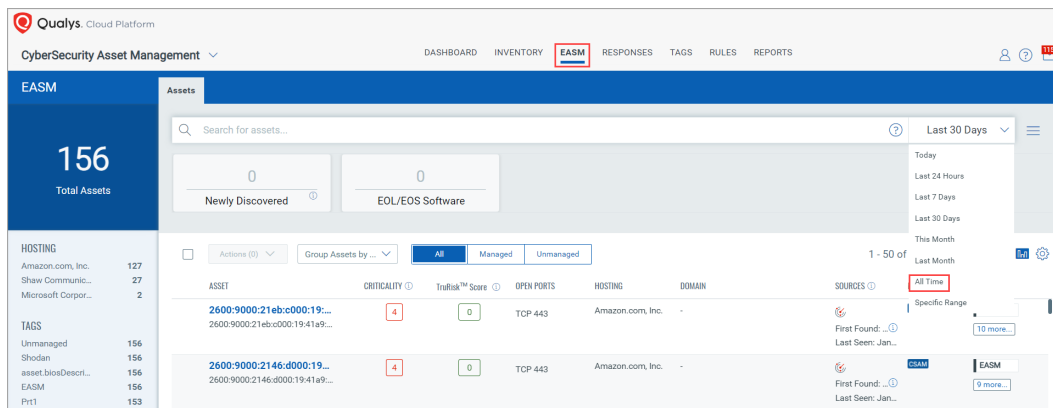 Qualys. Cloud Platform
CyberSecurity Asset Management
DASHBOARD INVENTORY EASM RESPONSES TAGS RULES REPORTS
115
EASM
Assets
156
Total Assets
Search for assets...
Last 30 Days
Today
Last 24 Hours
Last 7 Days
Last 30 Days
This Month
Last Month
All Time
Specific Range
0
Newly Discovered
0
EOL/EOS Software
HOSTING
Amazon.com, Inc. 127
Shaw Communic... 27
Microsoft Corpor... 2
TAGS
Unmanaged 156
Shodan 156
asset.biosDescri... 156
EASM 156
Prt1 153
Actions (0)
Group Assets by ...
All Managed Unmanaged
1 - 50 of
ASSET CRITICALITY TruRisk™ Score OPEN PORTS HOSTING DOMAIN SOURCES
2600:9000:21eb:c000:19:...
2600:9000:21eb:c000:19:41a9:...
4 0 TCP 443 Amazon.com, Inc. -
First Found: ...
Last Seen: Jan...
10 more...
2600:9000:2146:d000:19...
2600:9000:2146:d000:19:41a9:...
4 0 TCP 443 Amazon.com, Inc. -
First Found: ...
Last Seen: Jan...
CSAM
EASM
9 more...